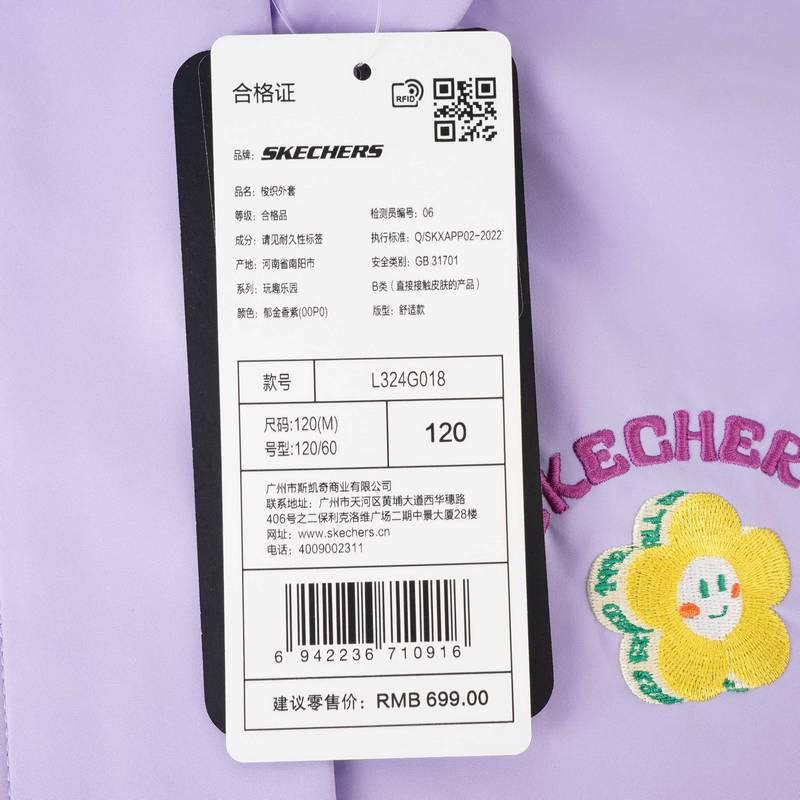 合格证
RFID
品牌: SKECHERS
品名: 梭织外套
等级: 合格品
检测员编号: 06
成分: 请见耐久性标签
执行标准: Q/SKXAPP02-2022
产地: 河南省南阳市
安全类别: GB 31701
系列: 玩趣乐园
B类 (直接接触皮肤的产品)
颜色: 郁金香紫(00P0)
版型: 舒适款
款号 L324G018
尺码:120(M)
号型:120/60
120
广州市斯凯奇商业有限公司
联系地址: 广州市天河区黄埔大道西华穗路
406号之二保利克洛维广场二期中景大厦28楼
网址: www.skechers.cn
电话: 4009002311
6 942236 710916
建议零售价: RMB 699.00
SKECHER